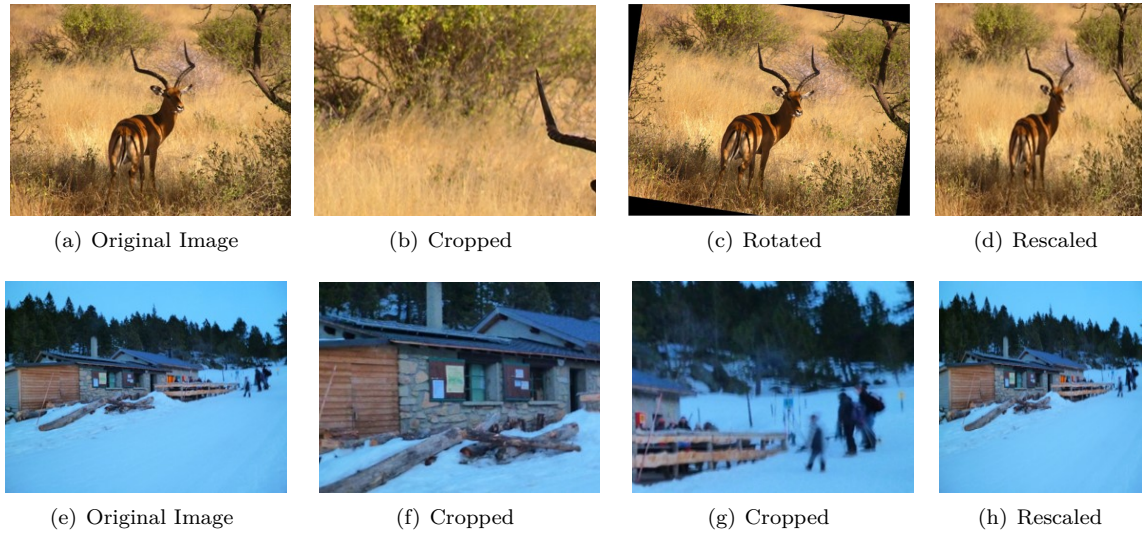 (a) Original Image
(b) Cropped
(c) Rotated
(d) Rescaled
(e) Original Image
(f) Cropped
(g) Cropped
(h) Rescaled